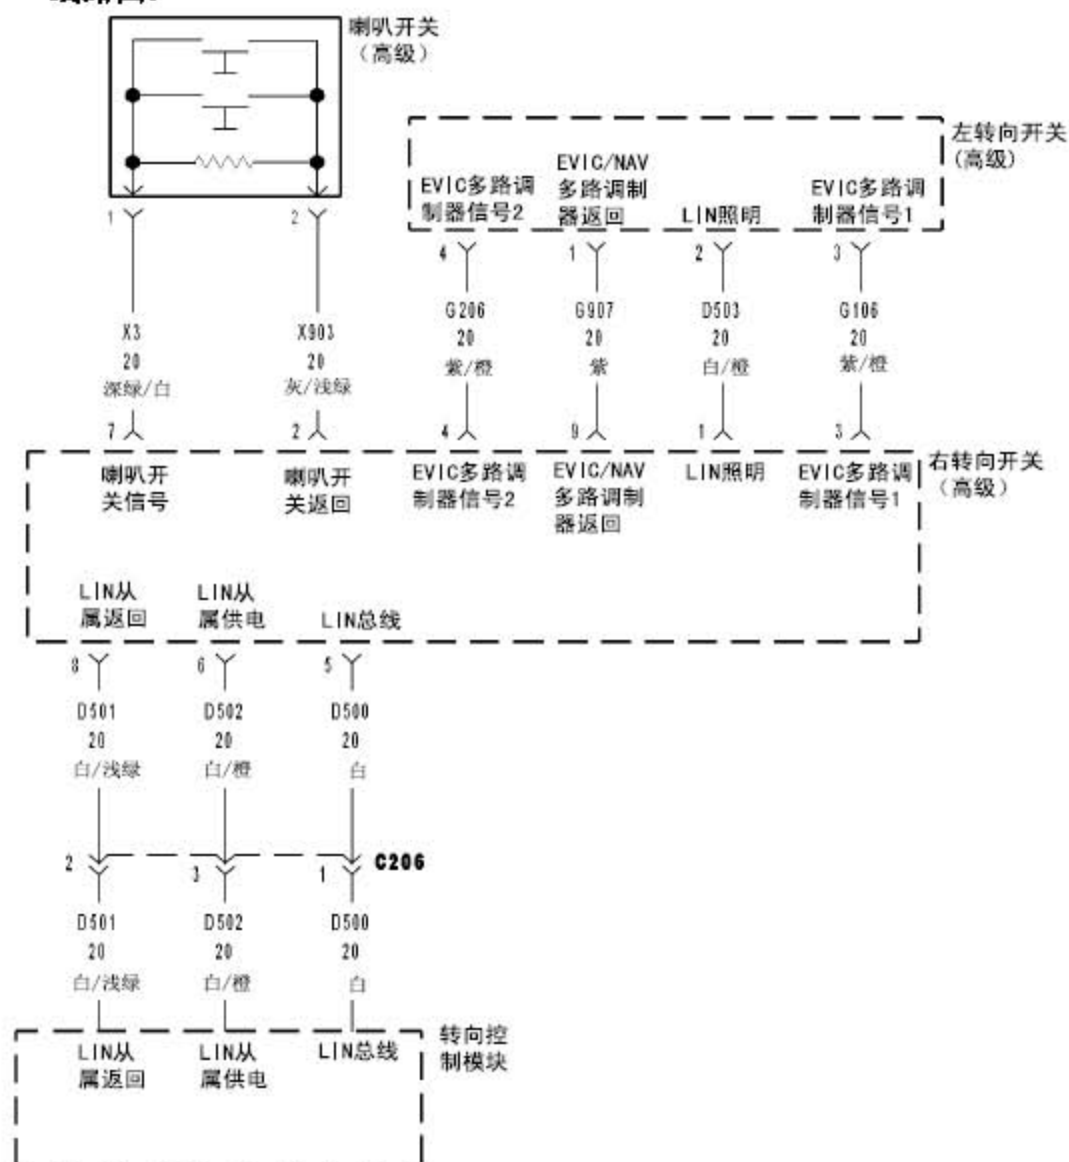 喇叭开关
（高级）
左转向开关
(高级)
EVIC多路调
制器信号2
EVIC/NAV
多路调制
器返回
LIN照明
EVIC多路调
制器信号1
1
2
4
1
2
3
G206
G907
D503
G106
20
20
20
20
紫/橙
紫
白/橙
紫/橙
X3
X903
20
20
深绿/白
灰/浅绿
7
2
4
9
1
3
右转向开关
（高级）
喇叭开
关信号
喇叭开
关返回
EVIC多路调
制器信号2
EVIC/NAV
多路调制
器返回
LIN照明
EVIC多路调
制器信号1
LIN从
属返回
LIN从
属供电
LIN总线
8
6
5
D501
D502
D500
20
20
20
白/浅绿
白/橙
白
2
3
1
C206
D501
D502
D500
20
20
20
白/浅绿
白/橙
白
转向控
制模块
LIN从
属返回
LIN从
属供电
LIN总线